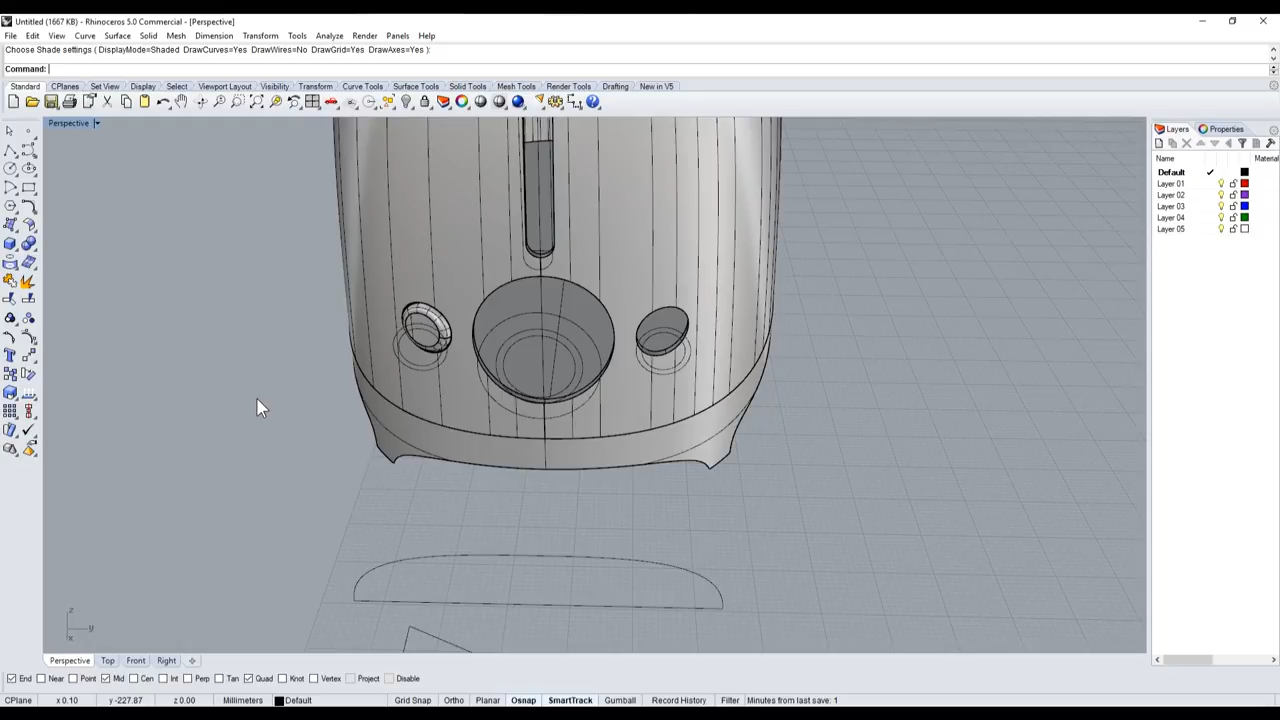 Untitled (1667 KB) - Rhinoceros 5.0 Commercial - [Perspective]
File Edit View Curve Surface Solid Mesh Dimension Transform Tools Analyze Render Panels Help
Choose Shade settings ( DisplayMode=Shaded DrawCurves=Yes DrawWires=No DrawGrid=Yes DrawAxes=Yes ):
Command:
Standard CPlanes Set View Display Select Viewport Layout Visibility Transform Curve Tools Surface Tools Solid Tools Mesh Tools Render Tools Drafting New in V5
Perspective
Layers Properties
Name Material
Default
Layer 01
Layer 02
Layer 03
Layer 04
Layer 05
z
y
x
Perspective Top Front Right
End Near Point Mid Cen Int Perp Tan Quad Knot Vertex Project Disable
CPlane x 0.10 y -227.87 z 0.00 Millimeters Default Grid Snap Ortho Planar Osnap SmartTrack Gumball Record History Filter Minutes from last save: 1